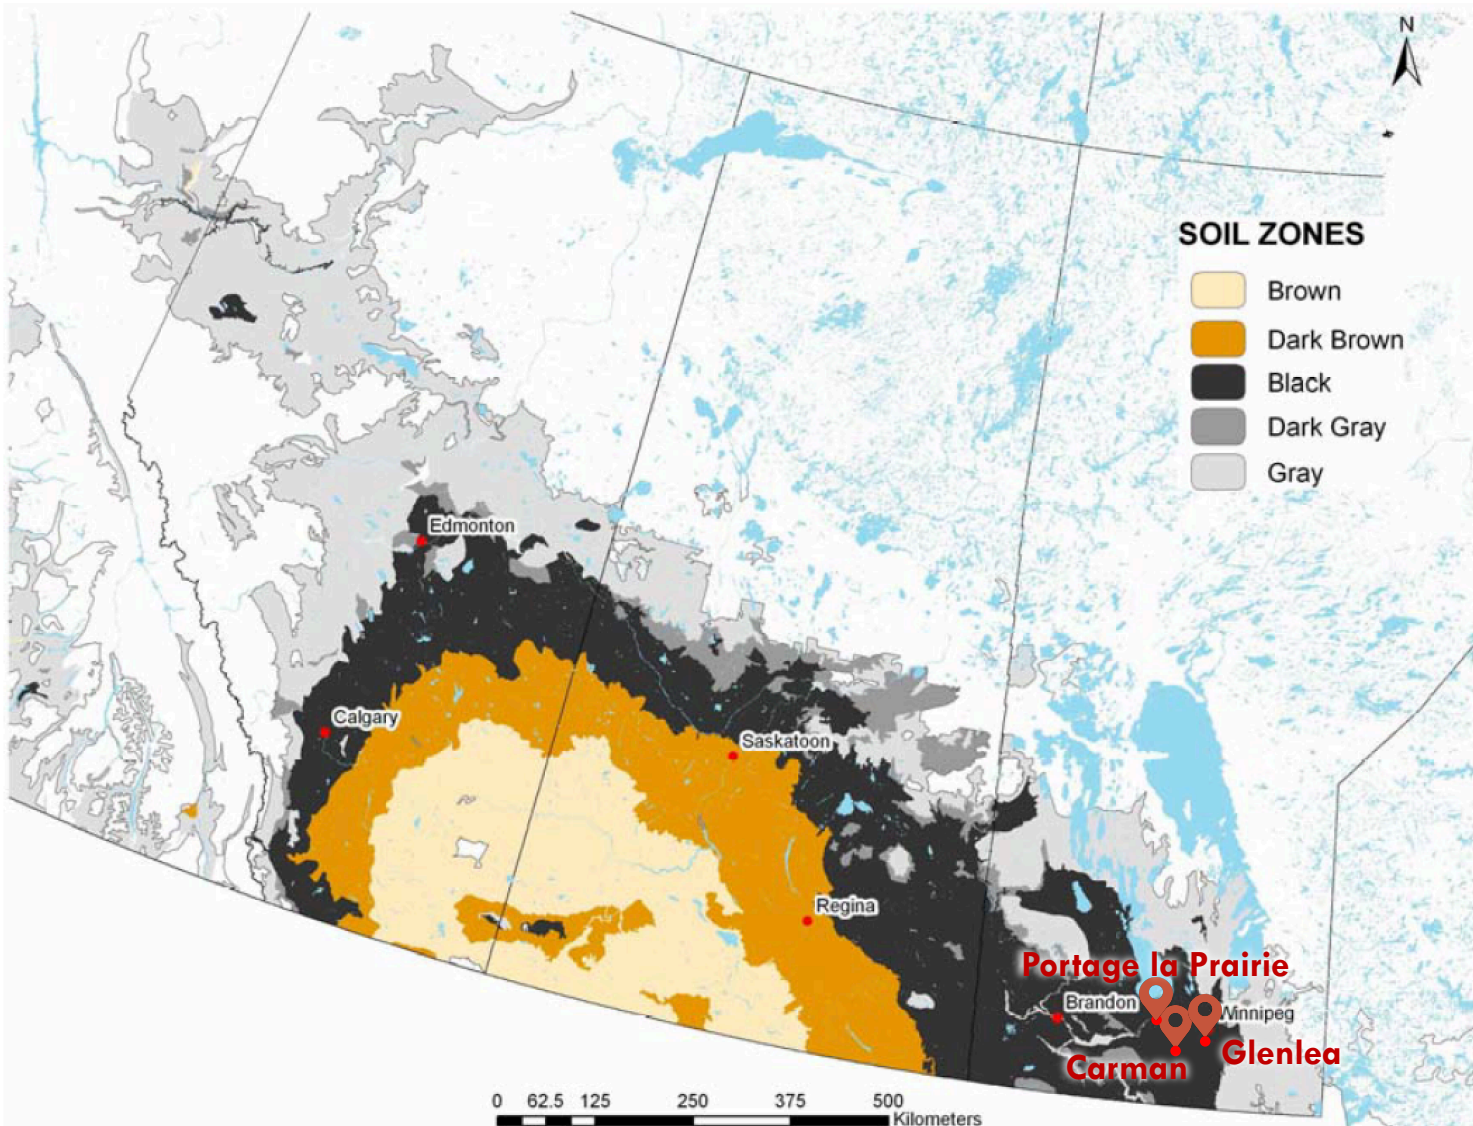 N
SOIL ZONES
Brown
Dark Brown
Black
Dark Gray
Gray
Edmonton
Calgary
Saskatoon
Regina
Portage la Prairie
Brandon
Winnipeg
Glenlea
Carman
0 62.5 125 250 375 500
Kilometers